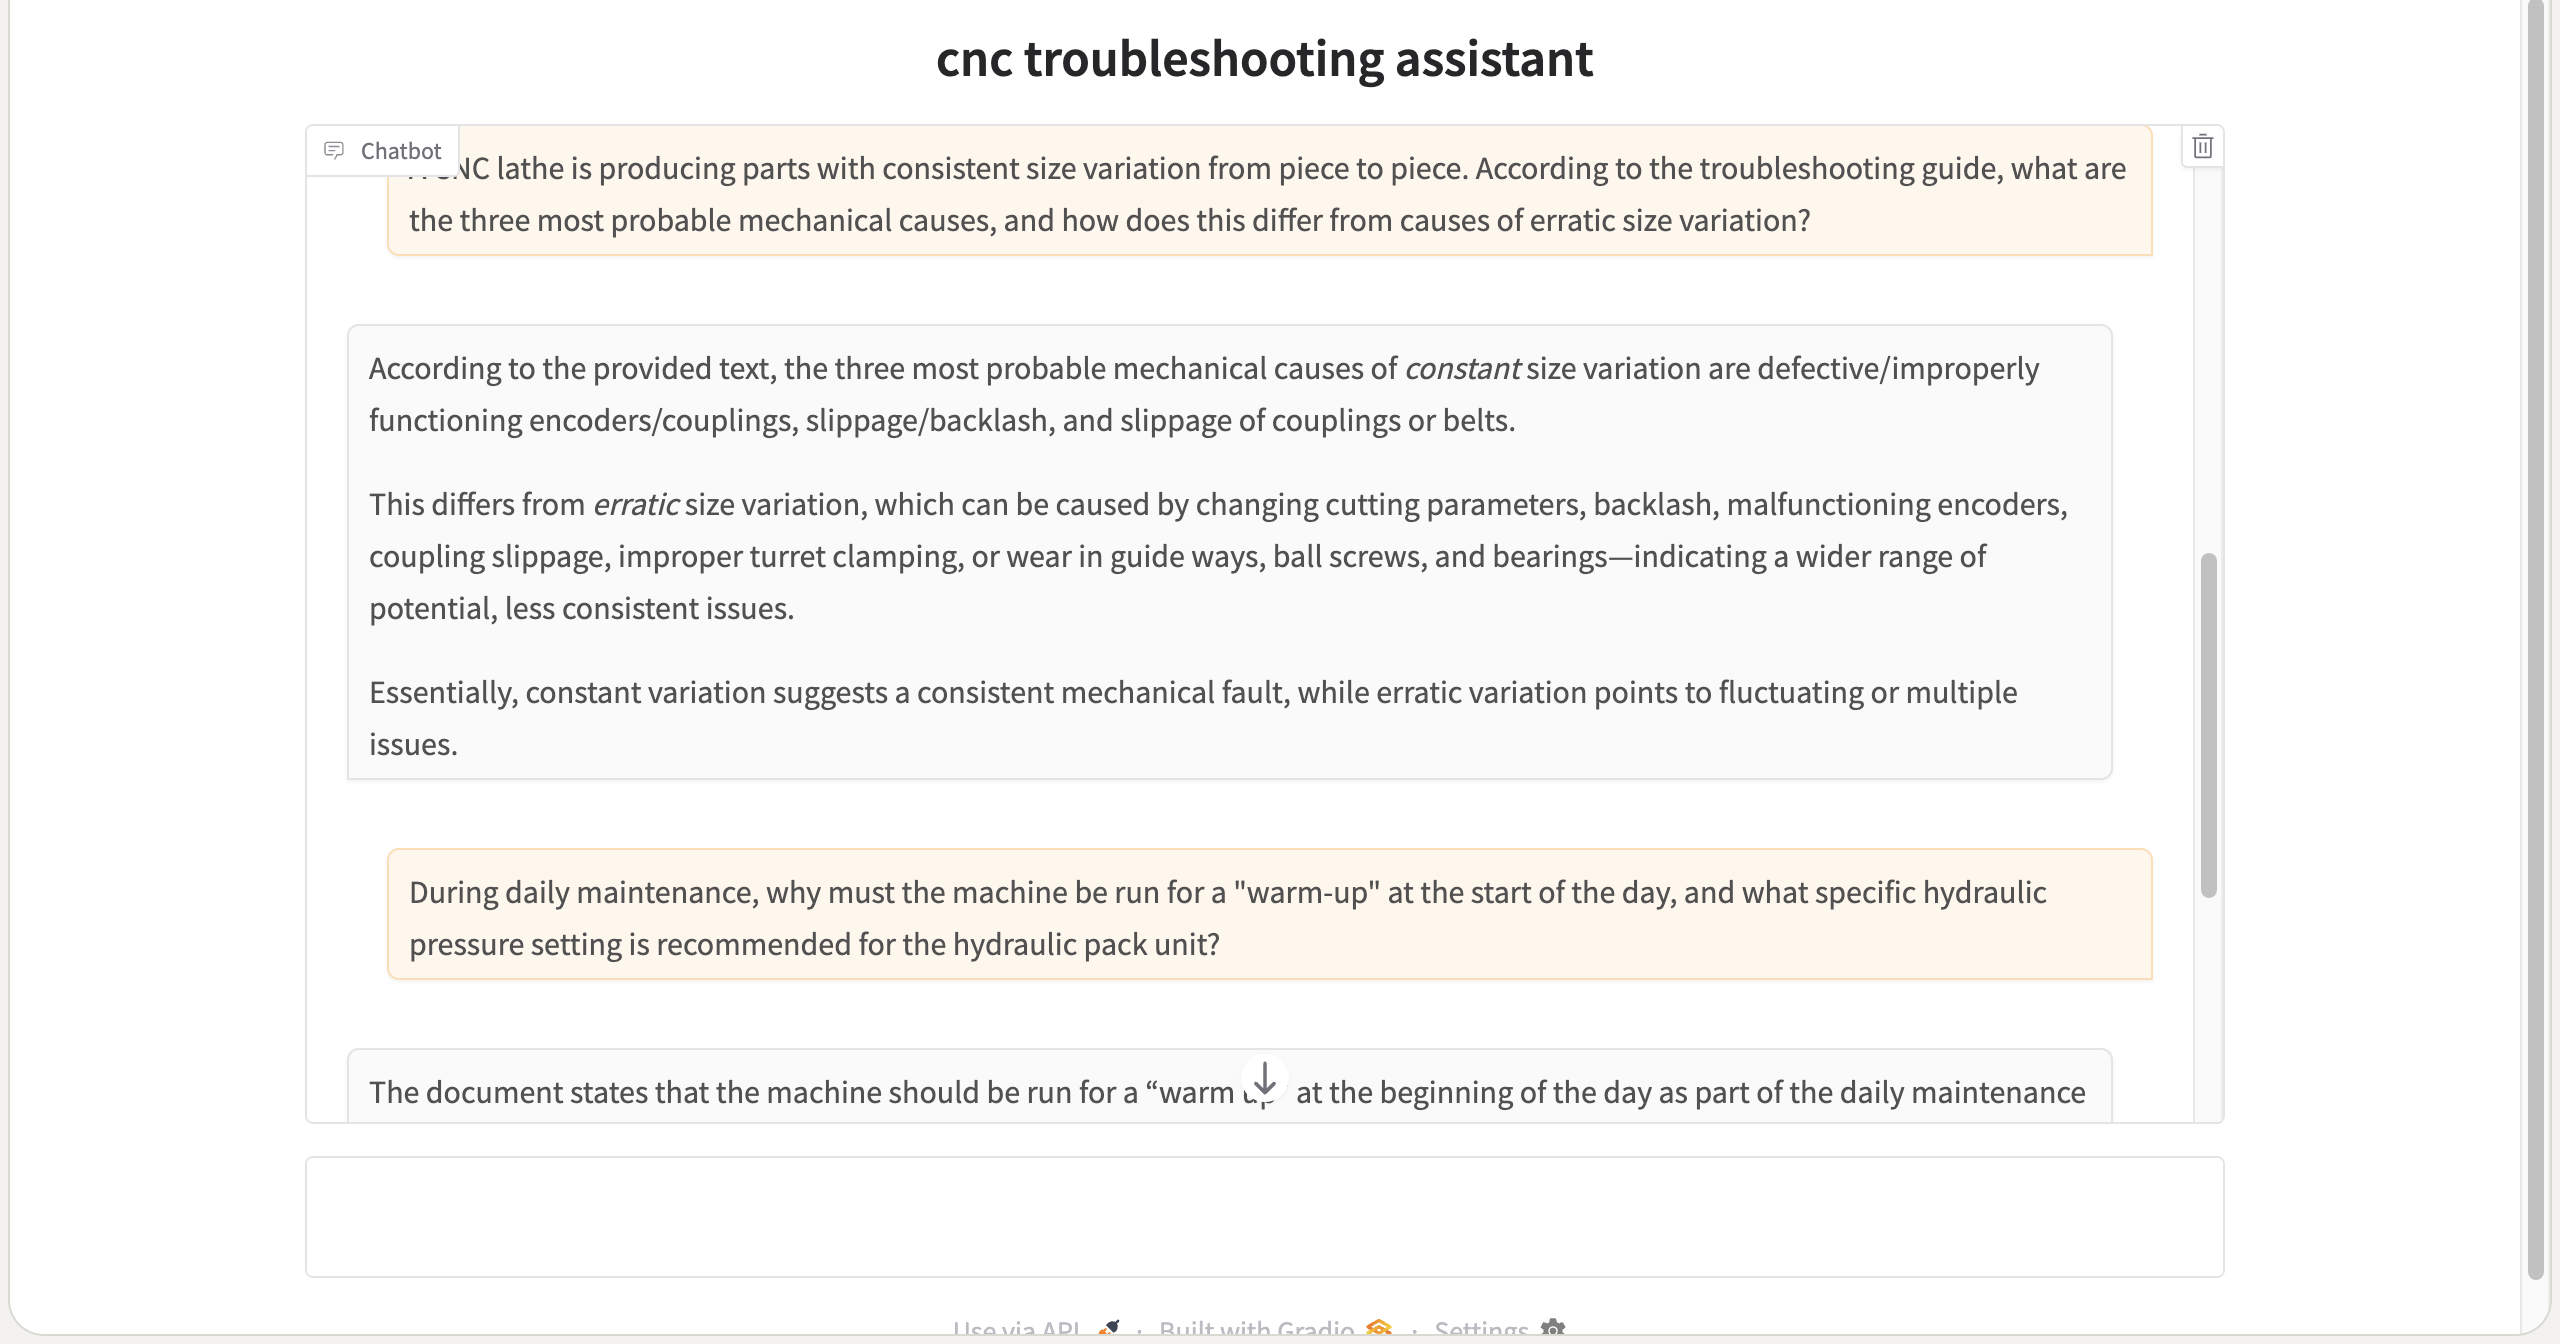 cnc troubleshooting assistant
Chatbot
NC lathe is producing parts with consistent size variation from piece to piece. According to the troubleshooting guide, what are
the three most probable mechanical causes, and how does this differ from causes of erratic size variation?
According to the provided text, the three most probable mechanical causes of constant size variation are defective/improperly
functioning encoders/couplings, slippage/backlash, and slippage of couplings or belts.
This differs from erratic size variation, which can be caused by changing cutting parameters, backlash, malfunctioning encoders,
coupling slippage, improper turret clamping, or wear in guide ways, ball screws, and bearings—indicating a wider range of
potential, less consistent issues.
Essentially, constant variation suggests a consistent mechanical fault, while erratic variation points to fluctuating or multiple
issues.
During daily maintenance, why must the machine be run for a "warm-up" at the start of the day, and what specific hydraulic
pressure setting is recommended for the hydraulic pack unit?
The document states that the machine should be run for a “warm at the beginning of the day as part of the daily maintenance
Use via API · Built with Gradio · Settings